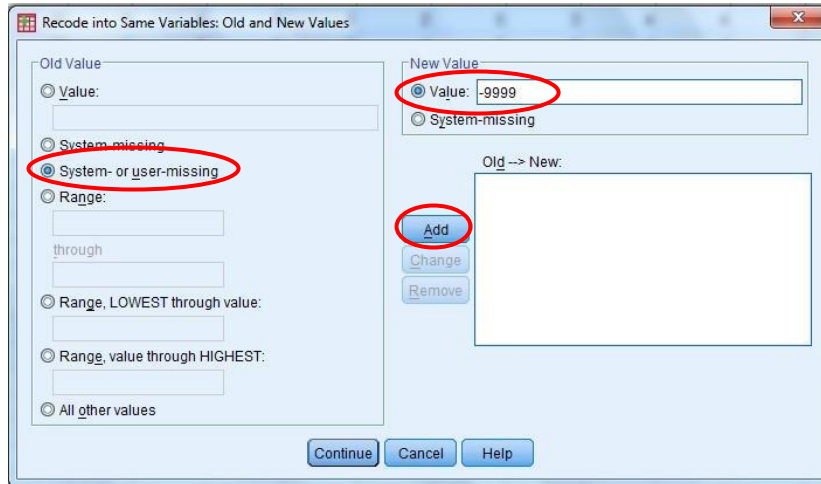 Recode into Same Variables: Old and New Values
Old Value
Value:
System-missing
System- or user-missing
Range:
through
Range, LOWEST through value:
Range, value through HIGHEST:
All other values
New Value
Value: -9999
System-missing
Old --> New:
Add
Change
Remove
Continue Cancel Help